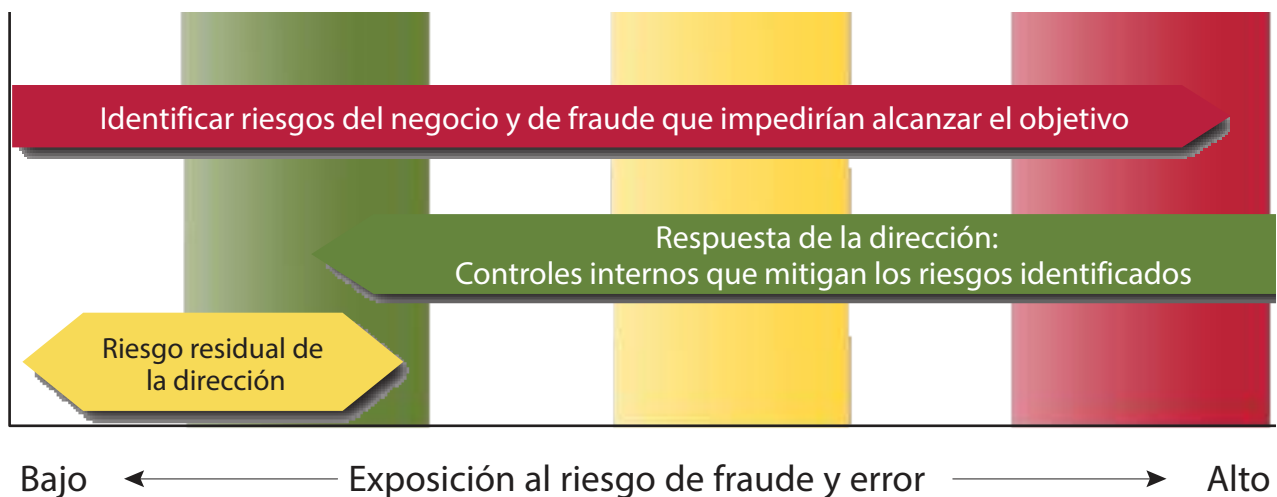 Identificar riesgos del negocio y de fraude que impedirían alcanzar el objetivo
Respuesta de la dirección:
Controles internos que mitigan los riesgos identificados
Riesgo residual de
la dirección
Bajo Exposición al riesgo de fraude y error Alto